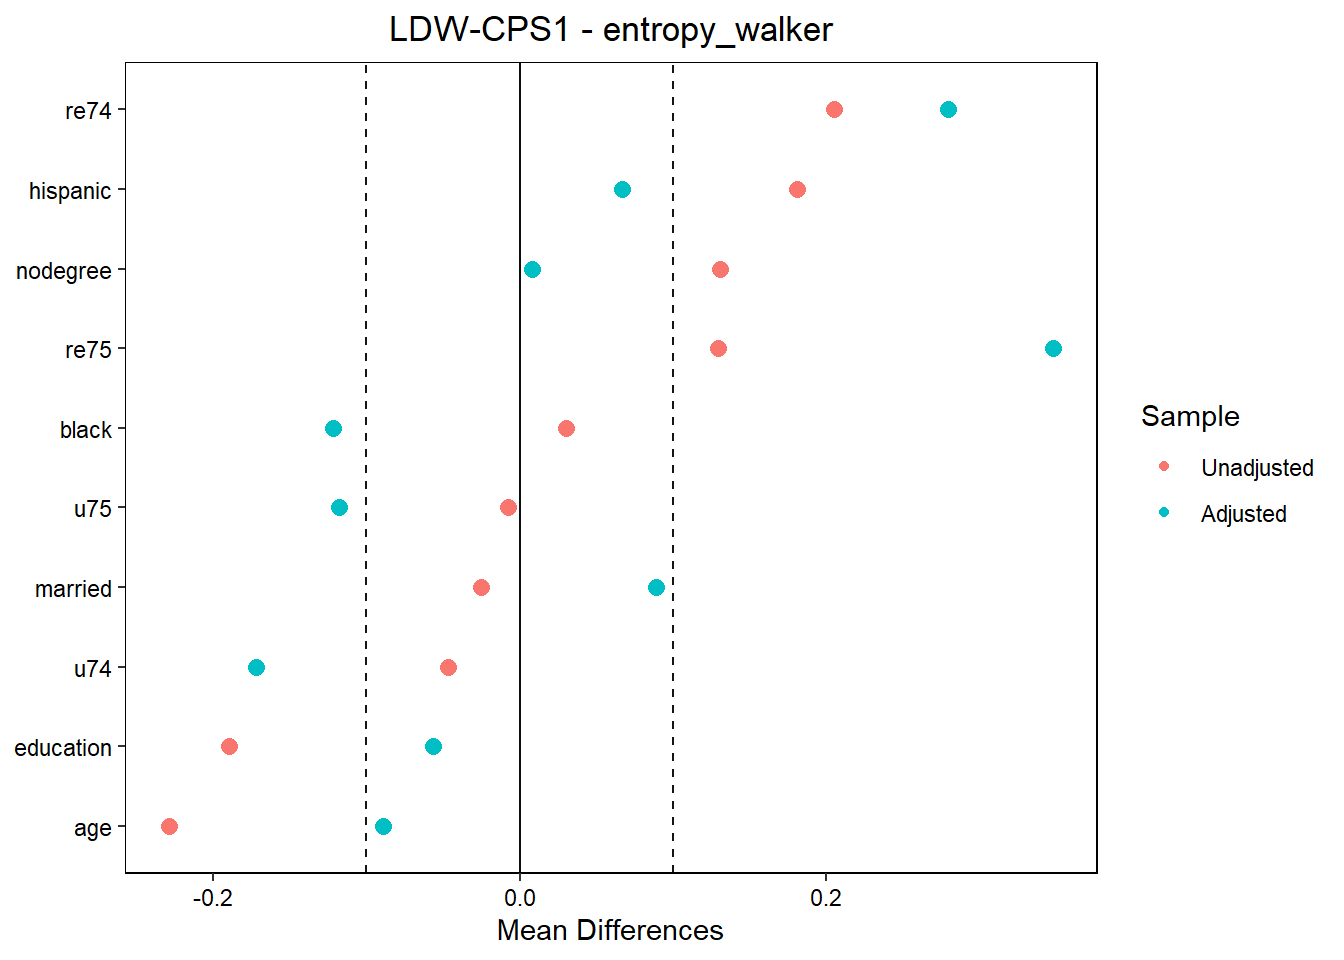 LDW-CPS1 - entropy_walker
re74
hispanic
nodegree
re75
black
u75
married
u74
education
age
-0.2
0.0
0.2
Mean Differences
Sample
Unadjusted
Adjusted